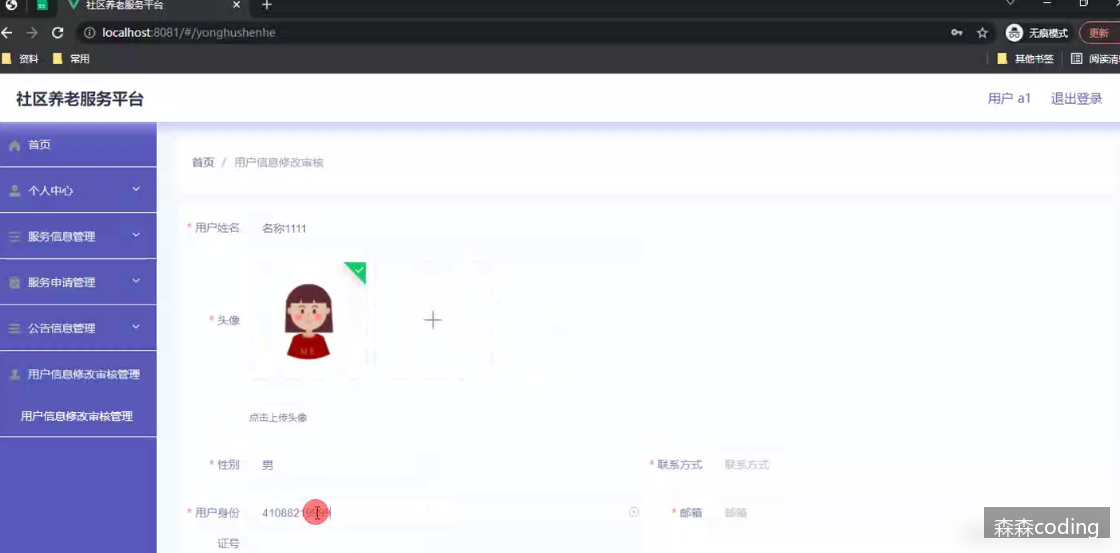 社区养老服务平台
localhost:8081/#/yonghushenhe
无痕模式
更新
资料
常用
其他书签
阅读清
社区养老服务平台
用户 a1
退出登录
首页
个人中心
服务信息管理
服务申请管理
公告信息管理
用户信息修改审核管理
用户信息修改审核管理
首页 / 用户信息修改审核
* 用户姓名
名称1111
* 头像
ME
点击上传头像
* 性别
男
* 联系方式
联系方式
* 用户身份
证号
* 邮箱
邮箱
森森coding